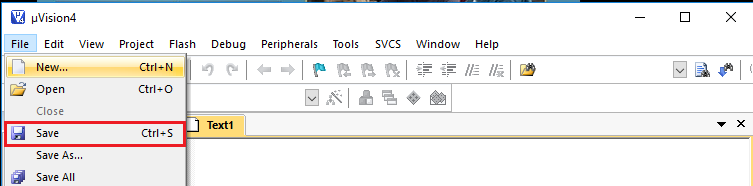 µVision4
File Edit View Project Flash Debug Peripherals Tools SVCS Window Help
New... Ctrl+N
Open Ctrl+O
Close
Save Ctrl+S
Text1
Save As...
Save All